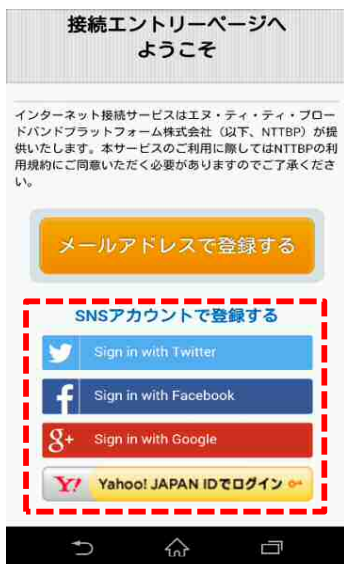 接続エントリーページへ
ようこそ
インターネット接続サービスはエヌ・ティ・ティ・ブロー
ドバンドプラットフォーム株式会社（以下、NTTBP）が提
供いたします。本サービスのご利用に際してはNTTBPの利
用規約にご同意いただく必要がありますのでご了承くださ
い。
メールアドレスで登録する
SNSアカウントで登録する
Sign in with Twitter
f Sign in with Facebook
g+ Sign in with Google
Y! Yahoo! JAPAN IDでログイン